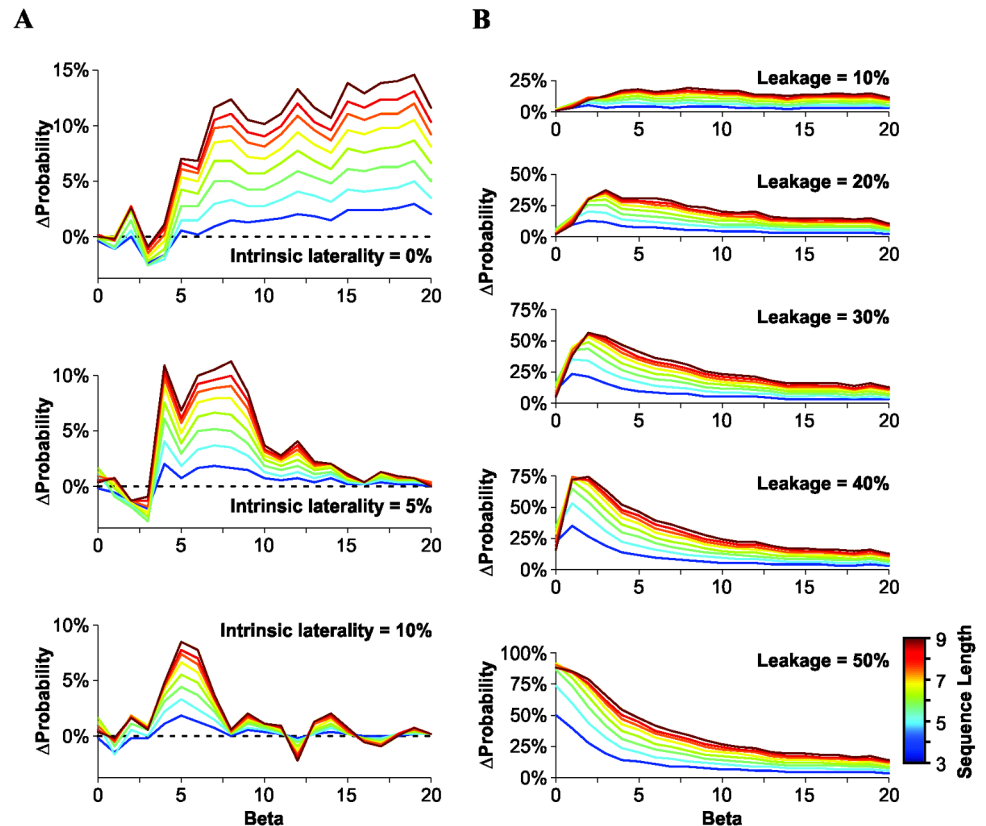 A
B
15%
10%
5%
0%
ΔProbability
Intrinsic laterality = 0%
0 5 10 15 20
10%
5%
0%
ΔProbability
Intrinsic laterality = 5%
0 5 10 15 20
10%
5%
0%
ΔProbability
Intrinsic laterality = 10%
0 5 10 15 20
Beta
25%
0%
Leakage = 10%
0 5 10 15 20
50%
25%
0%
ΔProbability
Leakage = 20%
0 5 10 15 20
75%
50%
25%
0%
Leakage = 30%
0 5 10 15 20
75%
50%
25%
0%
ΔProbability
Leakage = 40%
0 5 10 15 20
100%
75%
50%
25%
0%
ΔProbability
Leakage = 50%
0 5 10 15 20
Beta
9
7
5
3
Sequence Length